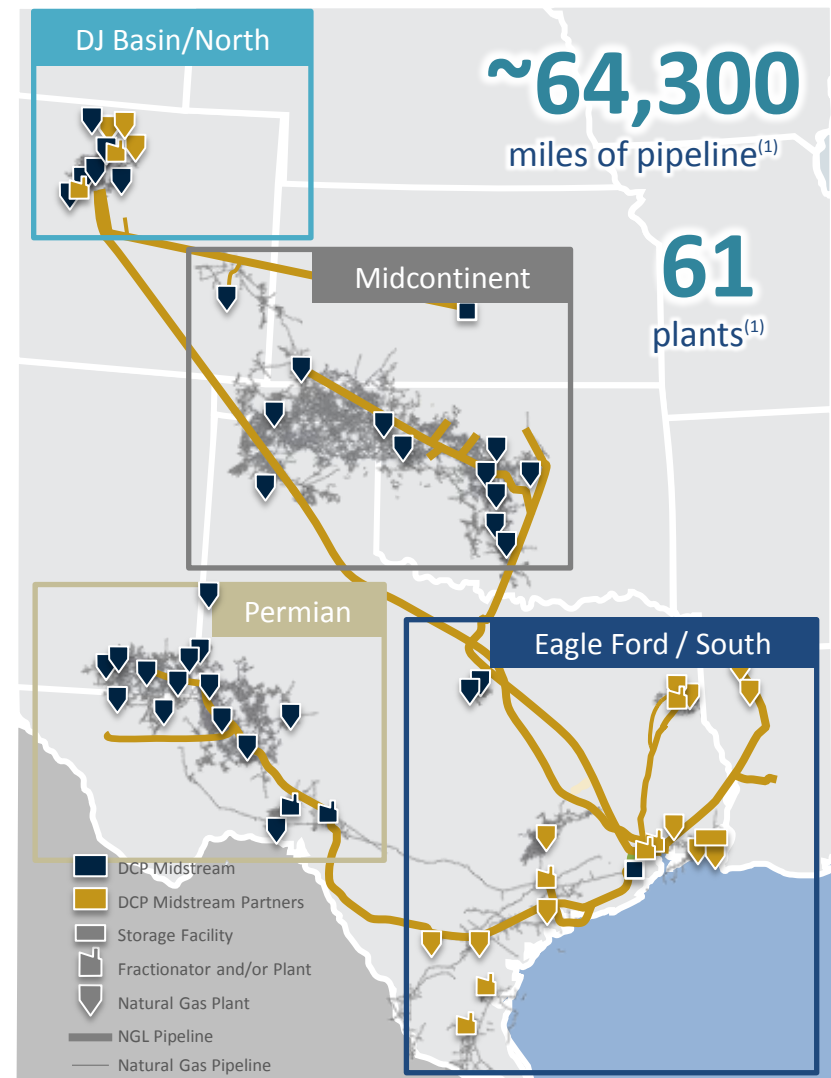 DJ Basin/North
~64,300
miles of pipeline(1)
61
plants(1)
Midcontinent
Permian
Eagle Ford / South
DCP Midstream
DCP Midstream Partners
Storage Facility
Fractionator and/or Plant
Natural Gas Plant
NGL Pipeline
Natural Gas Pipeline